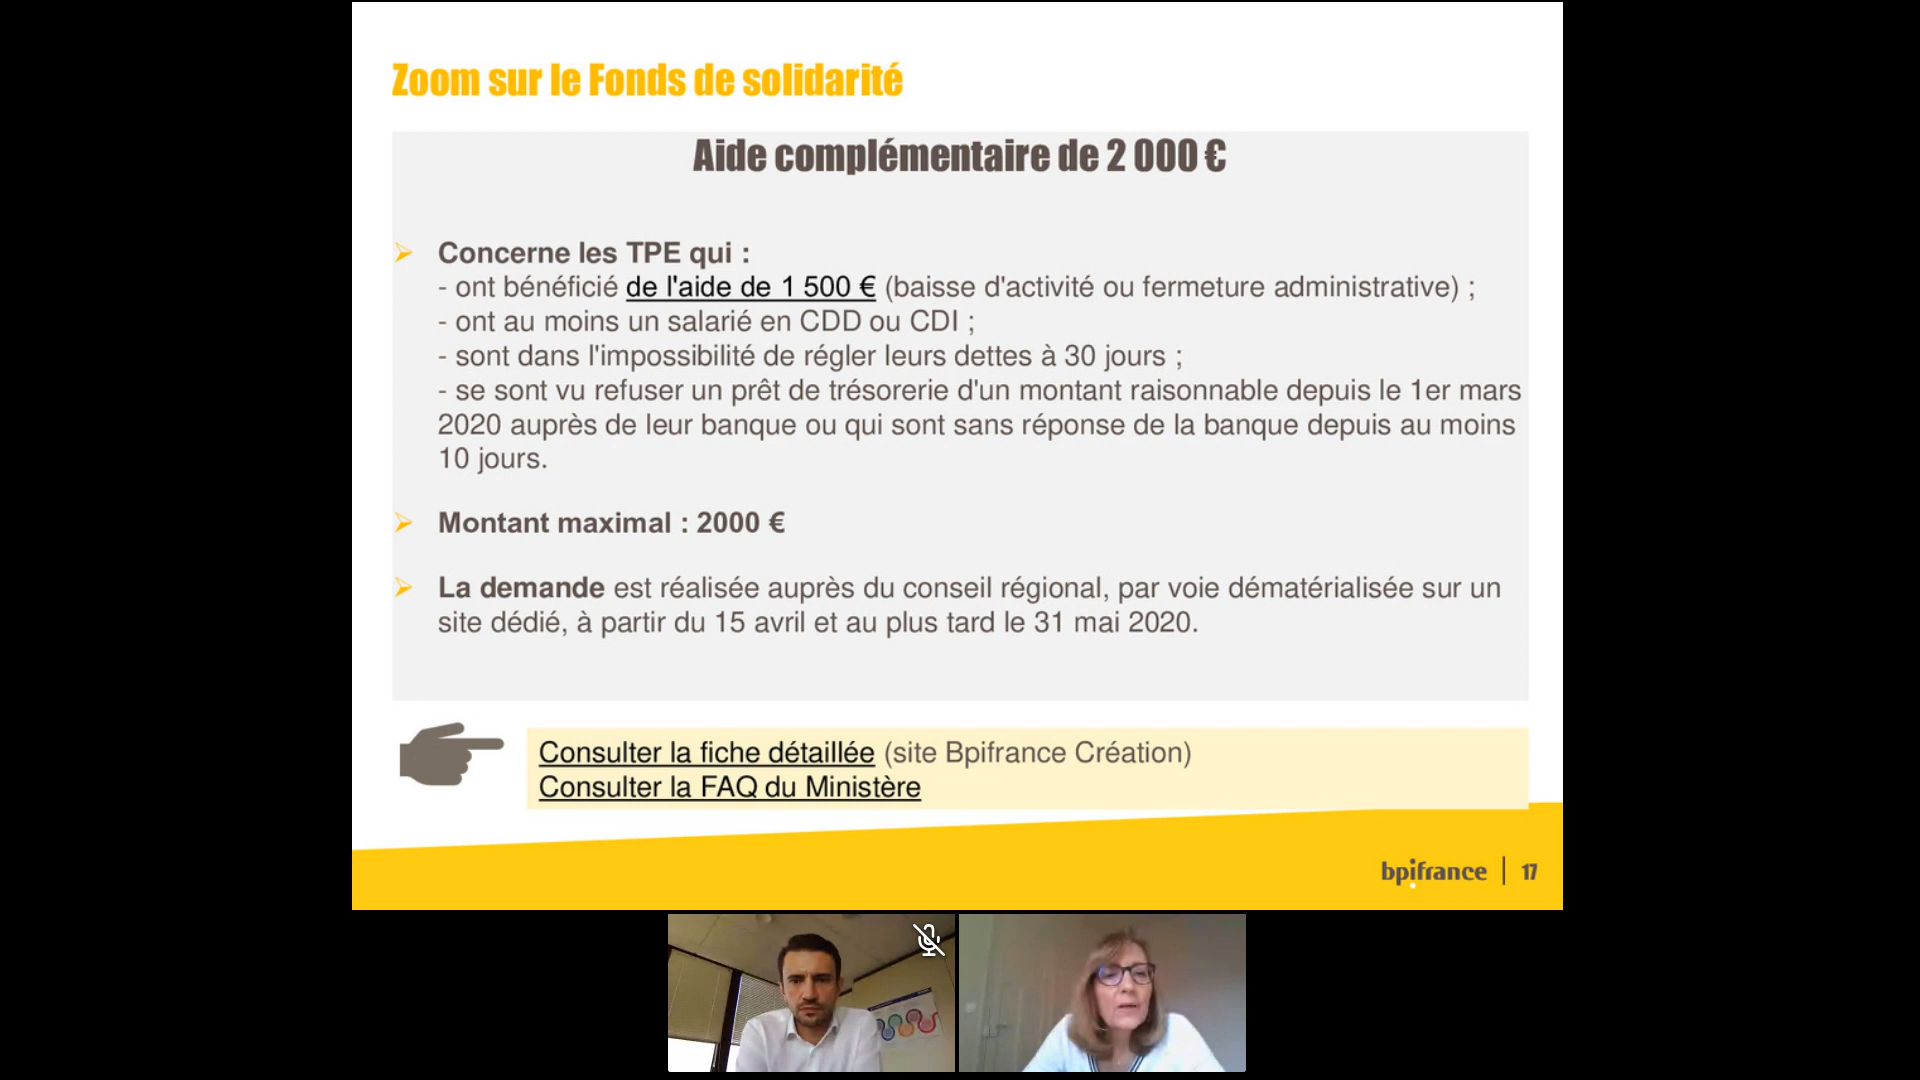 Zoom sur le Fonds de solidarité
Aide complémentaire de 2 000 €
Concerne les TPE qui :
- ont bénéficié de l'aide de 1 500 € (baisse d'activité ou fermeture administrative) ;
- ont au moins un salarié en CDD ou CDI ;
- sont dans l'impossibilité de régler leurs dettes à 30 jours ;
- se sont vu refuser un prêt de trésorerie d'un montant raisonnable depuis le 1er mars
2020 auprès de leur banque ou qui sont sans réponse de la banque depuis au moins
10 jours.
Montant maximal : 2000 €
La demande est réalisée auprès du conseil régional, par voie dématérialisée sur un
site dédié, à partir du 15 avril et au plus tard le 31 mai 2020.
Consulter la fiche détaillée (site Bpifrance Création)
Consulter la FAQ du Ministère
bpifrance | 17